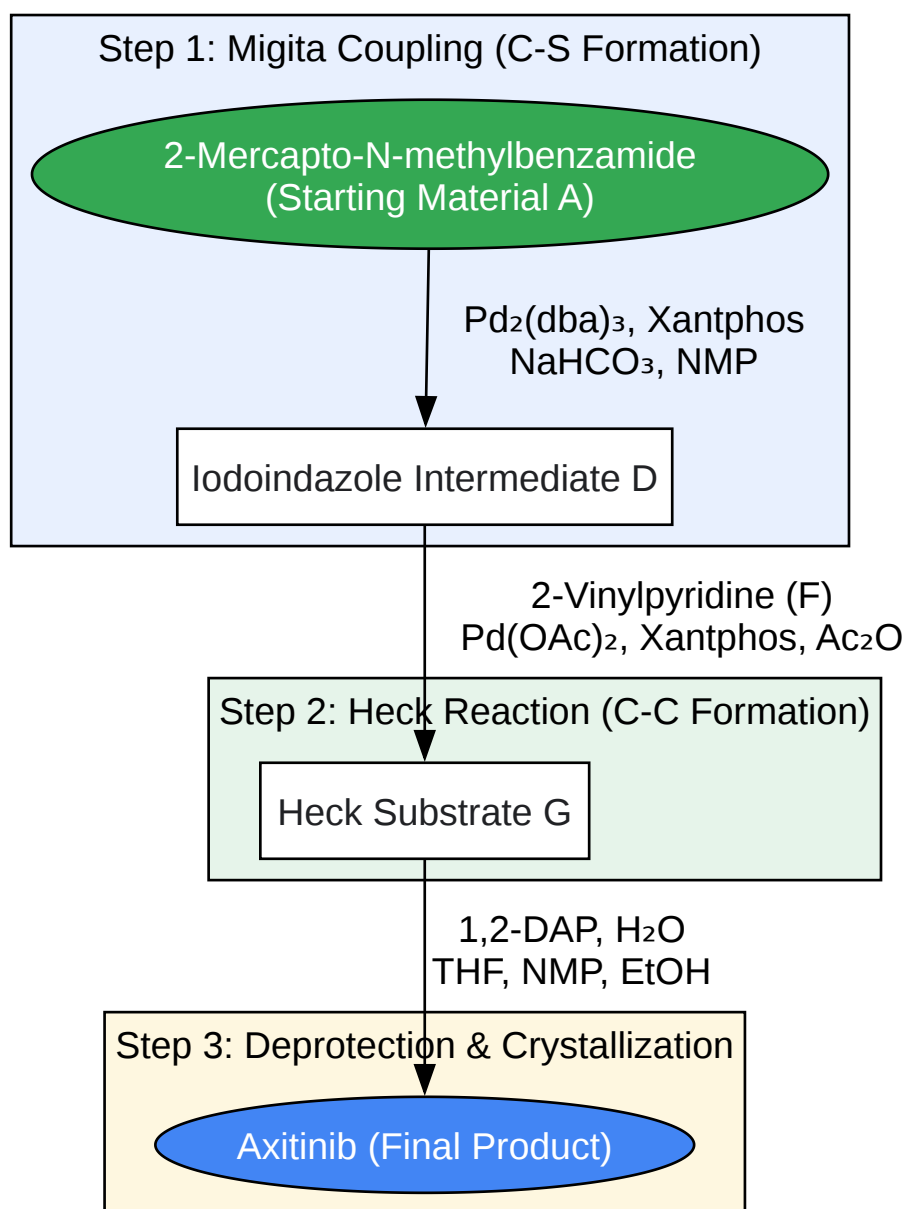 Step 1: Migita Coupling (C-S Formation)
2-Mercapto-N-methylbenzamide
(Starting Material A)
Pd₂(dba)₃, Xantphos
NaHCO₃, NMP
Iodoindazole Intermediate D
2-Vinylpyridine (F)
Pd(OAc)₂, Xantphos, Ac₂O
Step 2: Heck Reaction (C-C Formation)
Heck Substrate G
1,2-DAP, H₂O
THF, NMP, EtOH
Step 3: Deprotection & Crystallization
Axitinib (Final Product)